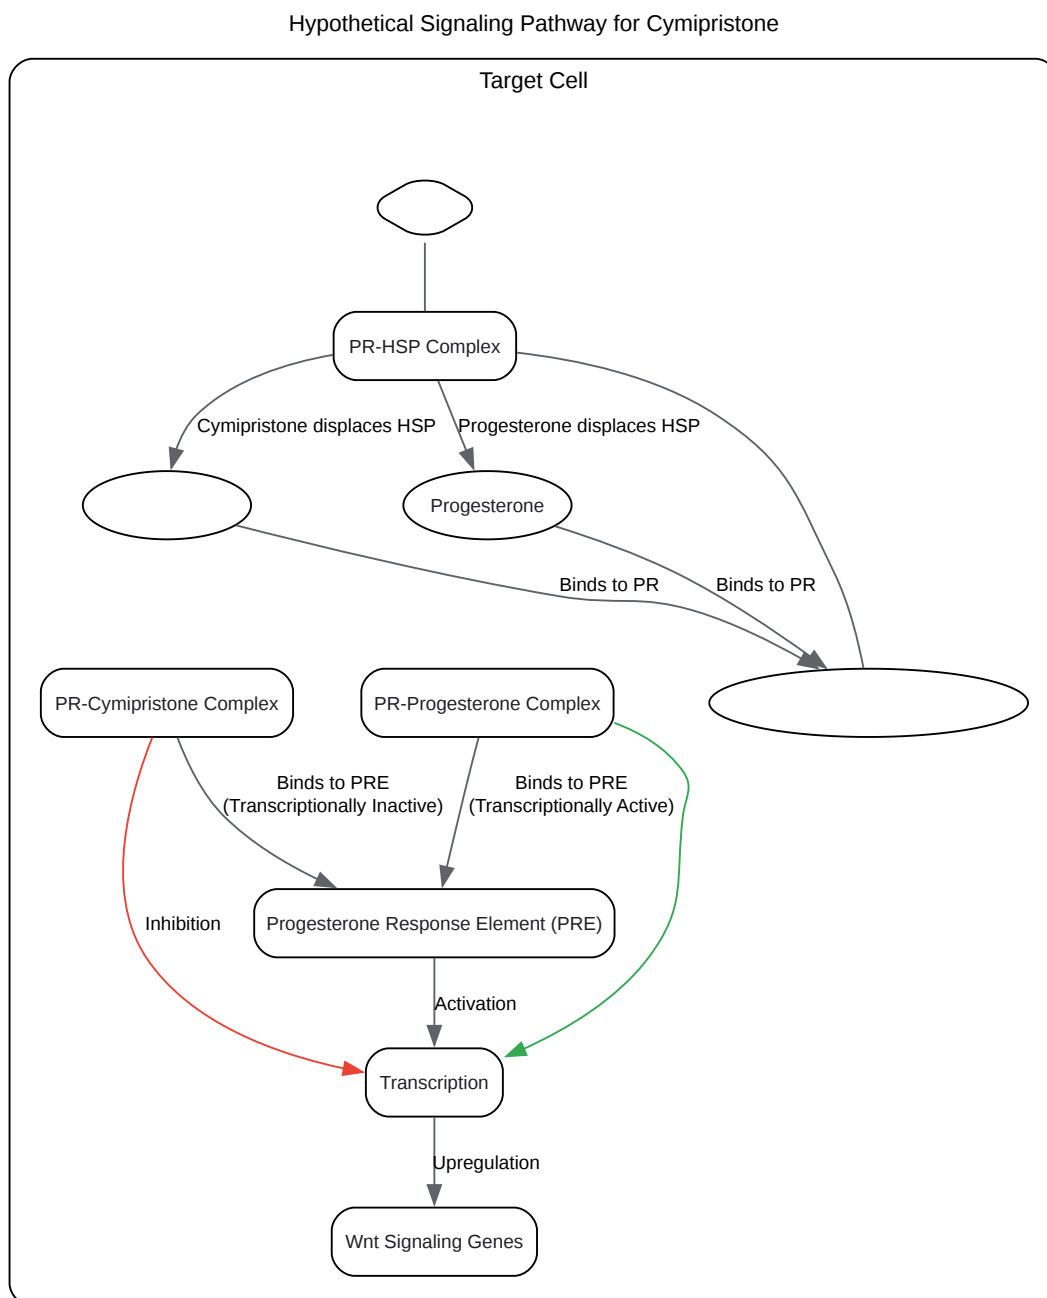 Hypothetical Signaling Pathway for Cymipristone
Target Cell
PR-HSP Complex
Cymipristone displaces HSP
Progesterone displaces HSP
Progesterone
Binds to PR
Binds to PR
PR-Cymipristone Complex
PR-Progesterone Complex
Binds to PRE
(Transcriptionally Inactive)
Binds to PRE
(Transcriptionally Active)
Inhibition
Progesterone Response Element (PRE)
Activation
Transcription
Upregulation
Wnt Signaling Genes